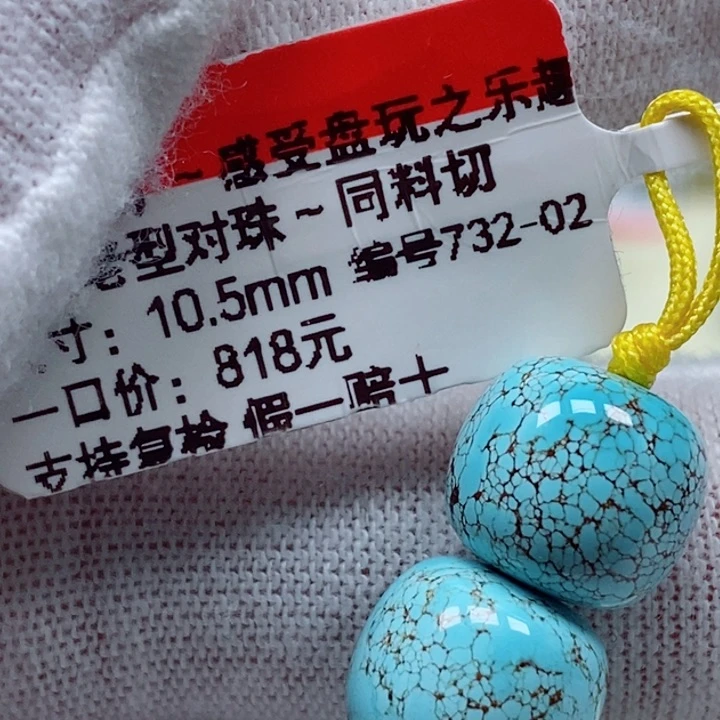 ~感受盘玩之乐趣
型对珠~同料切
寸：10.5mm 编号732-02
一口价：818元
支持复检 假一赔十